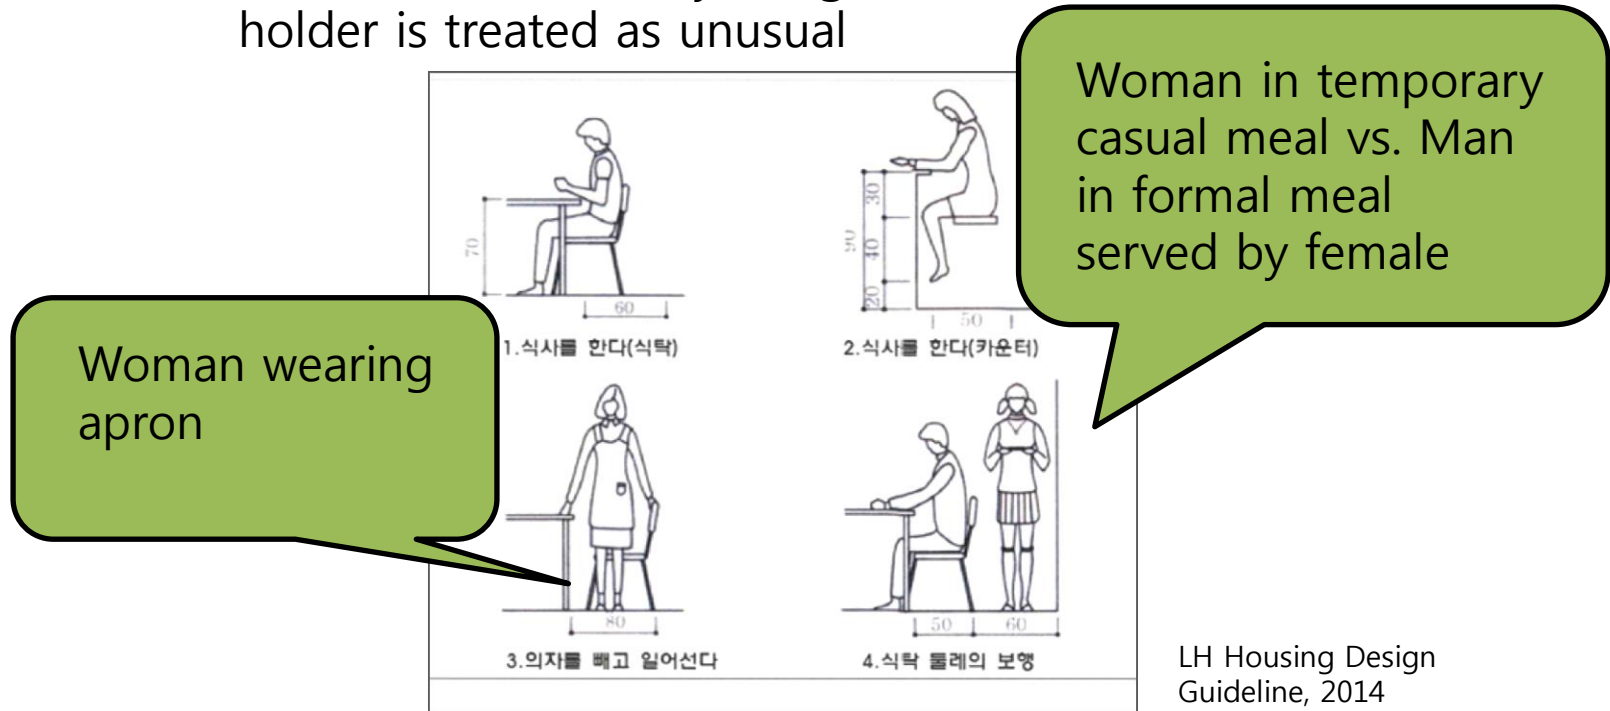 holder is treated as unusual
Woman in temporary
casual meal vs. Man
in formal meal
served by female
Woman wearing
apron
70
60
1.식사를 한다(식탁)
30
90
40
20
50
2.식사를 한다(카운터)
80
3.의자를 빼고 일어선다
50
60
4.식탁 둘레의 보행
LH Housing Design
Guideline, 2014